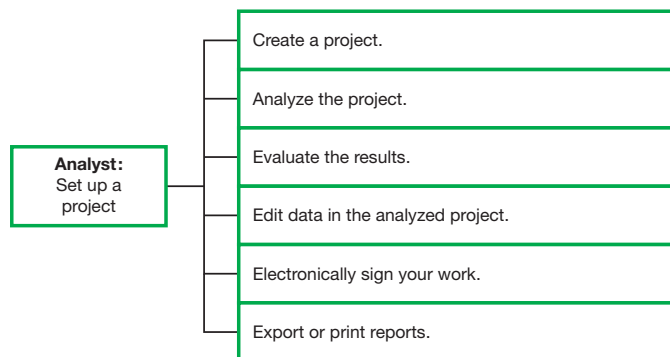 Analyst:
Set up a
project
Create a project.
Analyze the project.
Evaluate the results.
Edit data in the analyzed project.
Electronically sign your work.
Export or print reports.